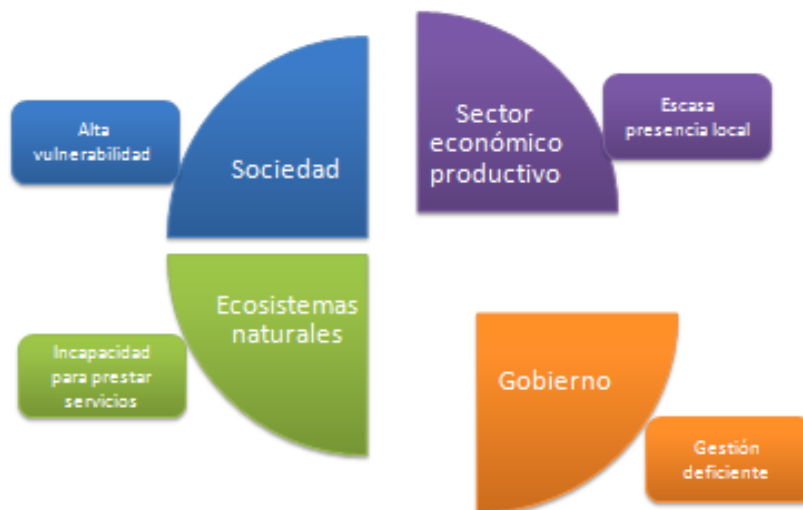 Alta
vulnerabilidad
Sociedad
Sector
económico
productivo
Escasa
presencia local
Ecosistemas
naturales
Incapacidad
para prestar
servicios
Gobierno
Gestión
deficiente